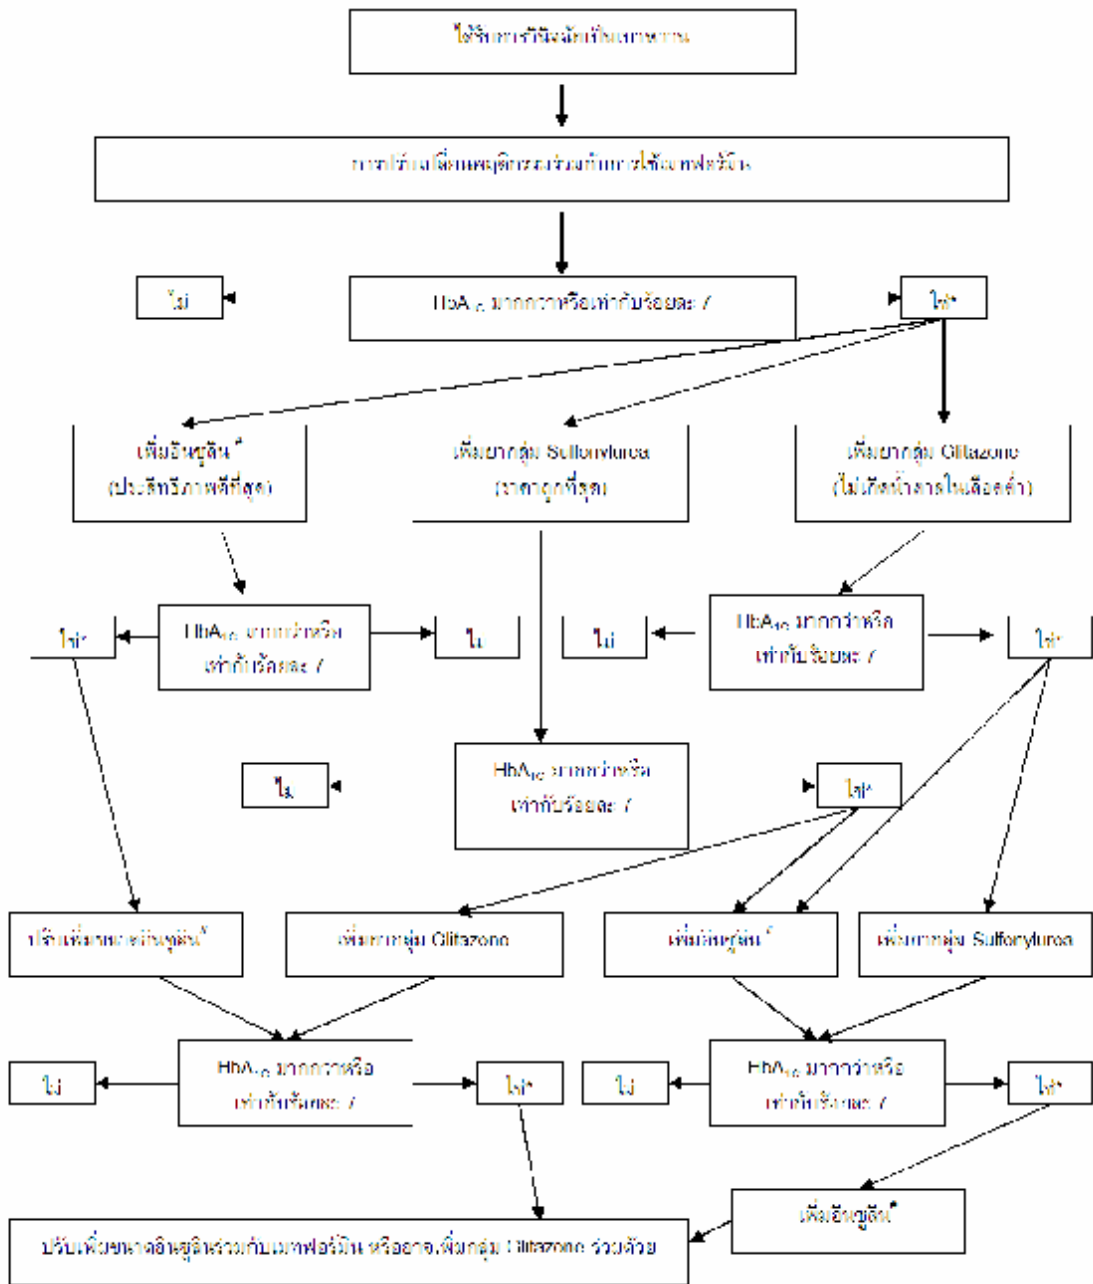 ได้รับการวินิจฉัยเป็นเบาหวาน
การปรับเปลี่ยนพฤติกรรมร่วมกับการใช้เมทฟอร์มิน
ไม่
HbA1C มากกว่าหรือเท่ากับร้อยละ 7
ใช่*
เพิ่มอินซูลิน #
(ประสิทธิภาพดีที่สุด)
เพิ่มยากลุ่ม Sulfonylurea
(ราคาถูกที่สุด)
เพิ่มยากลุ่ม Glitazone
(ไม่เกิดน้ำตาลในเลือดต่ำ)
ใช่*
HbA1C มากกว่าหรือ
เท่ากับร้อยละ 7
ไม่
ไม่
HbA1C มากกว่าหรือ
เท่ากับร้อยละ 7
ใช่*
ไม่
HbA1C มากกว่าหรือ
เท่ากับร้อยละ 7
ใช่*
ปรับเพิ่มขนาดอินซูลิน #
เพิ่มยากลุ่ม Glitazone
เพิ่มอินซูลิน #
เพิ่มยากลุ่ม Sulfonylurea
ไม่
HbA1C มากกว่าหรือ
เท่ากับร้อยละ 7
ใช่*
ไม่
HbA1C มากกว่าหรือ
เท่ากับร้อยละ 7
ใช่*
เพิ่มอินซูลิน #
ปรับเพิ่มขนาดอินซูลินร่วมกับเมทฟอร์มิน หรืออาจเพิ่มกลุ่ม Glitazone ร่วมด้วย